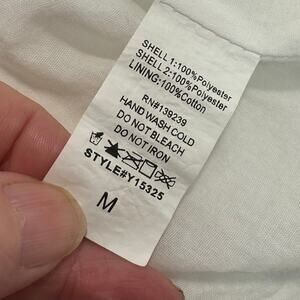 SHELL 1:100%Polyester
SHELL 2:100%Polyester
LINING:100%Cotton
RN#139239
HAND WASH COLD
DO NOT BLEACH
DO NOT IRON
STYLE#Y15325
M